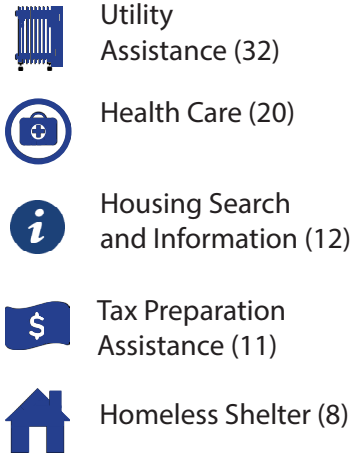 Utility
Assistance (32)
Health Care (20)
i
Housing Search
and Information (12)
$
Tax Preparation
Assistance (11)
Homeless Shelter (8)